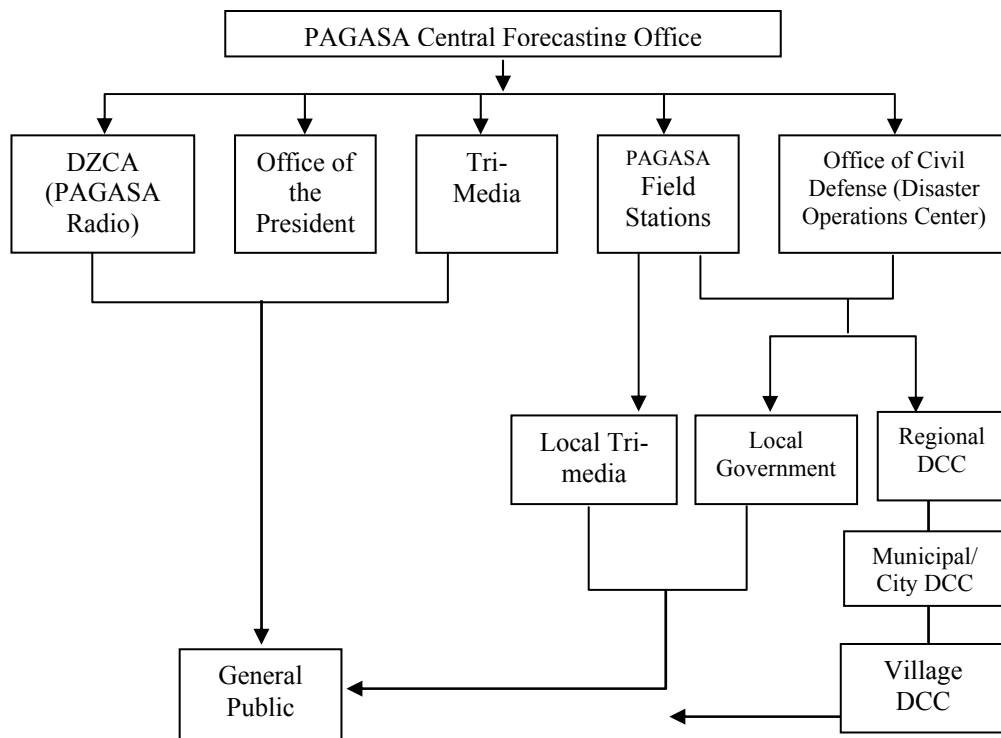 PAGASA Central Forecasting Office
DZCA
(PAGASA
Radio)
Office of
the
President
Tri-
Media
PAGASA
Field
Stations
Office of Civil
Defense (Disaster
Operations Center)
Local Tri-
media
Local
Government
Regional
DCC
Municipal/
City DCC
General
Public
Village
DCC